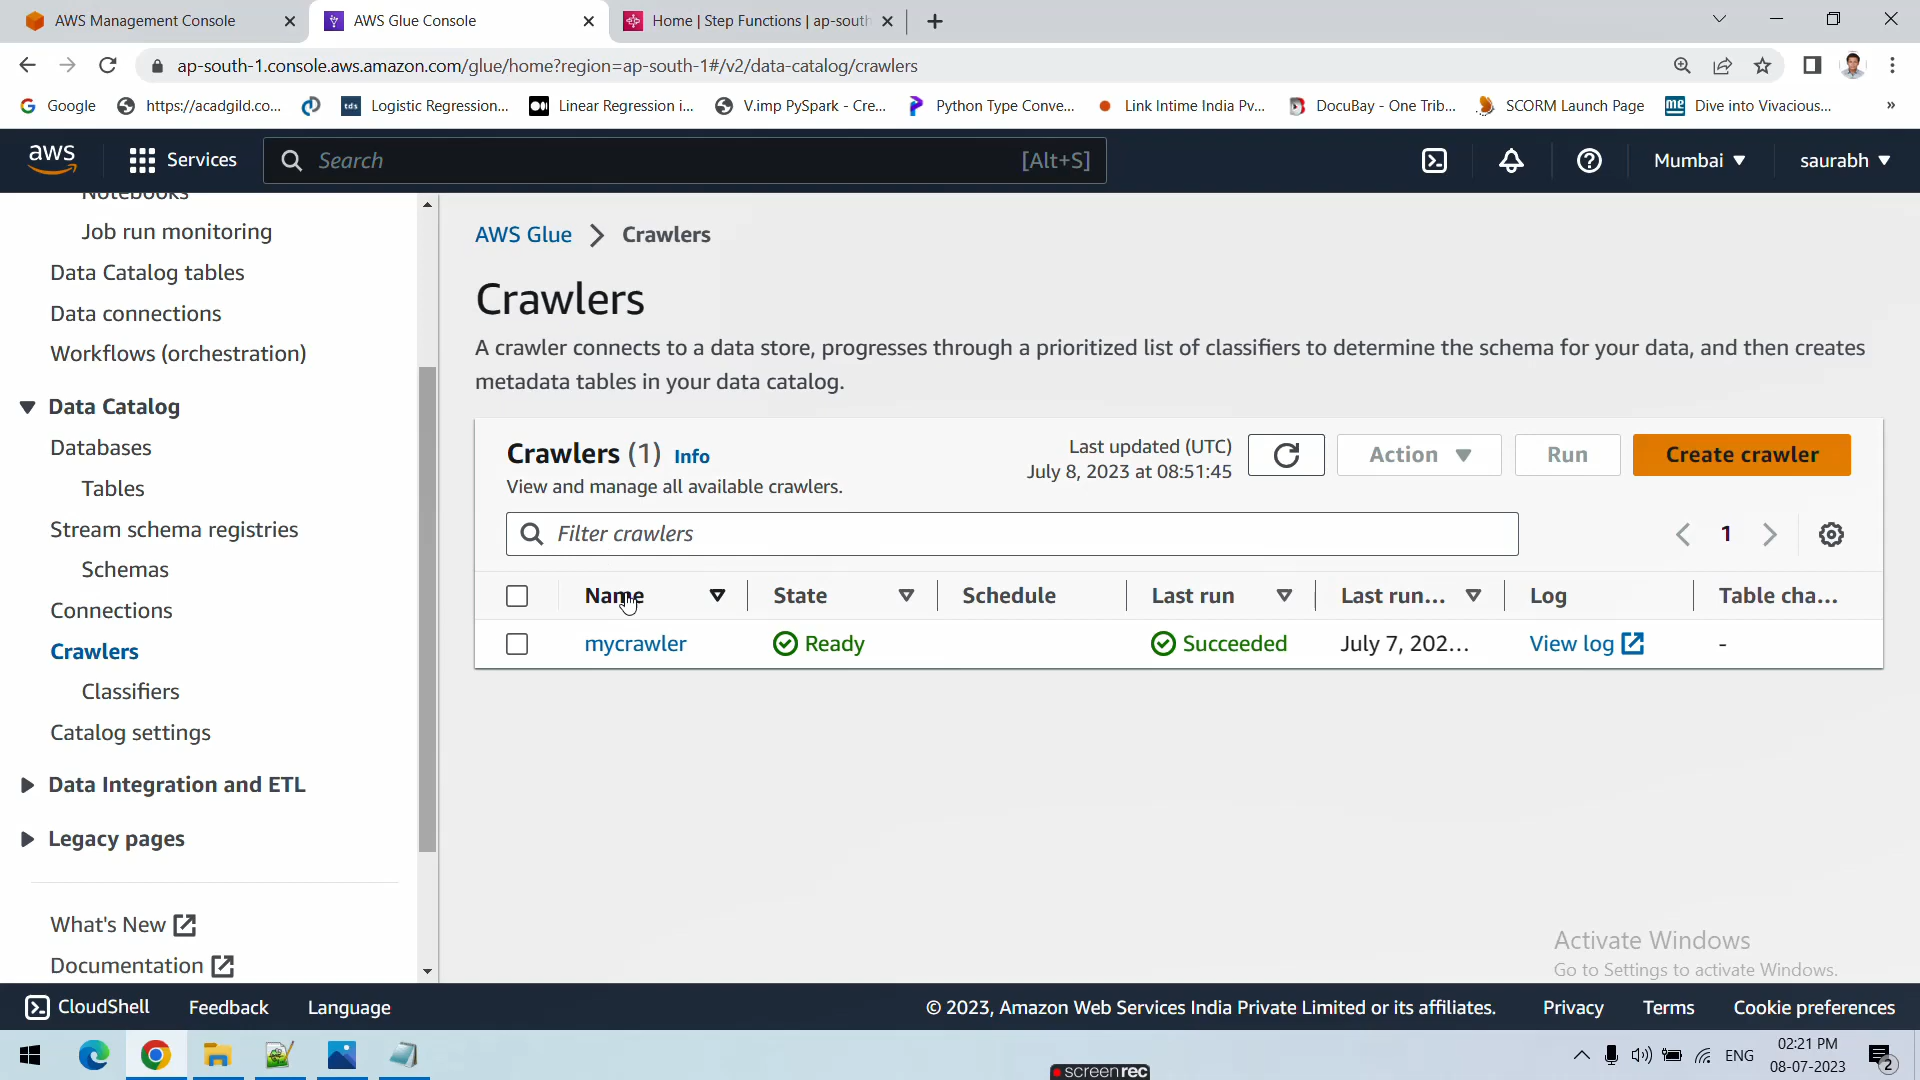 AWS Management Console
AWS Glue Console
Home | Step Functions | ap-south
ap-south-1.console.aws.amazon.com/glue/home?region=ap-south-1#/v2/data-catalog/crawlers
Google
https://acadgild.co...
tds
Logistic Regression...
Linear Regression i...
V.imp PySpark - Cre...
Python Type Conve...
Link Intime India Pv...
DocuBay - One Trib...
SCORM Launch Page
me
Dive into Vivacious...
»
aws
Services
Search
[Alt+S]
Mumbai
saurabh
Notebooks
Job run monitoring
Data Catalog tables
Data connections
Workflows (orchestration)
Data Catalog
Databases
Tables
Stream schema registries
Schemas
Connections
Crawlers
Classifiers
Catalog settings
Data Integration and ETL
Legacy pages
What's New
Documentation
AWS Glue > Crawlers
Crawlers
A crawler connects to a data store, progresses through a prioritized list of classifiers to determine the schema for your data, and then creates
metadata tables in your data catalog.
Crawlers (1) Info
View and manage all available crawlers.
Last updated (UTC)
July 8, 2023 at 08:51:45
Action
Run
Create crawler
Filter crawlers
1
Name
State
Schedule
Last run
Last run...
Log
Table cha...
mycrawler
Ready
Succeeded
July 7, 202...
View log
-
Activate Windows
Go to Settings to activate Windows.
CloudShell
Feedback
Language
© 2023, Amazon Web Services India Private Limited or its affiliates.
Privacy
Terms
Cookie preferences
ENG
02:21 PM
08-07-2023
2
screenrec